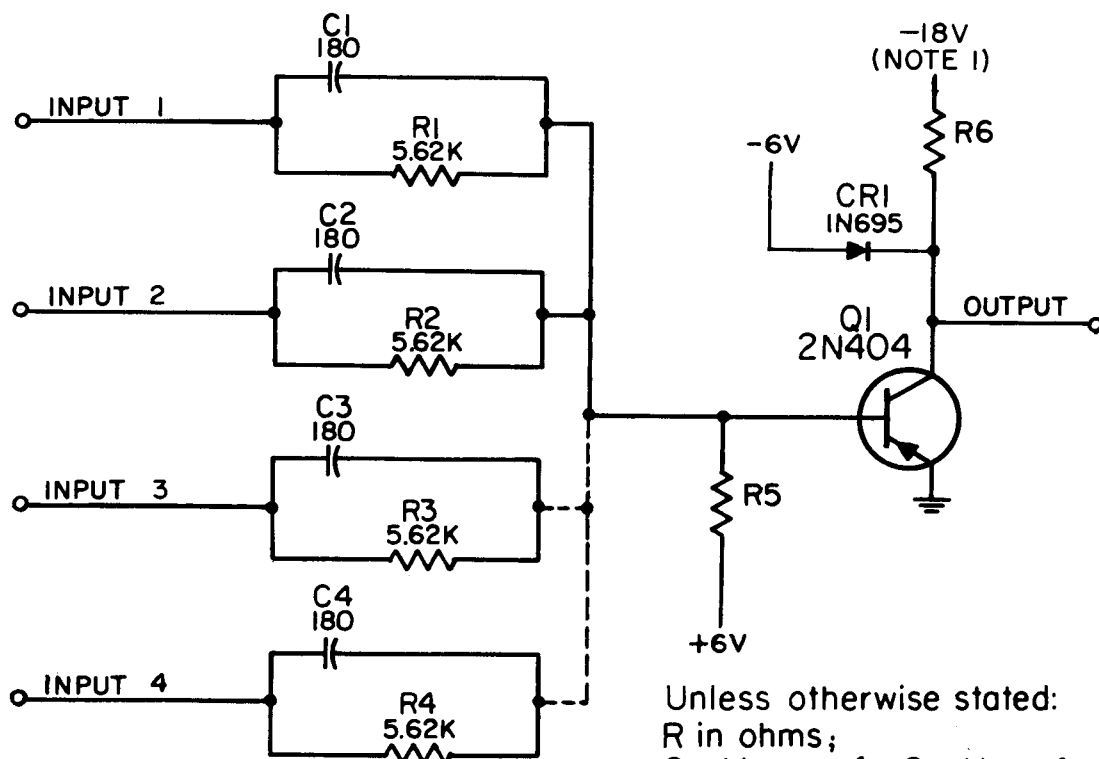 INPUT 1
C1
180
R1
5.62K
INPUT 2
C2
180
R2
5.62K
INPUT 3
C3
180
R3
5.62K
INPUT 4
C4
180
R4
5.62K
-18V
(NOTE 1)
R6
-6V
CR1
1N695
Q1
2N404
OUTPUT
R5
+6V
Unless otherwise stated:
R in ohms;